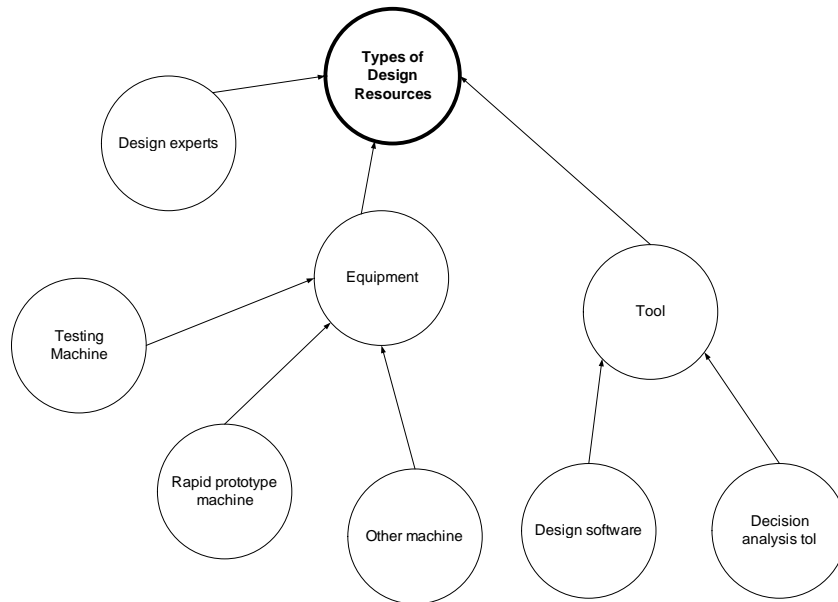 Types of
Design
Resources
Design experts
Equipment
Tool
Testing
Machine
Rapid prototype
machine
Other machine
Design software
Decision
analysis tol